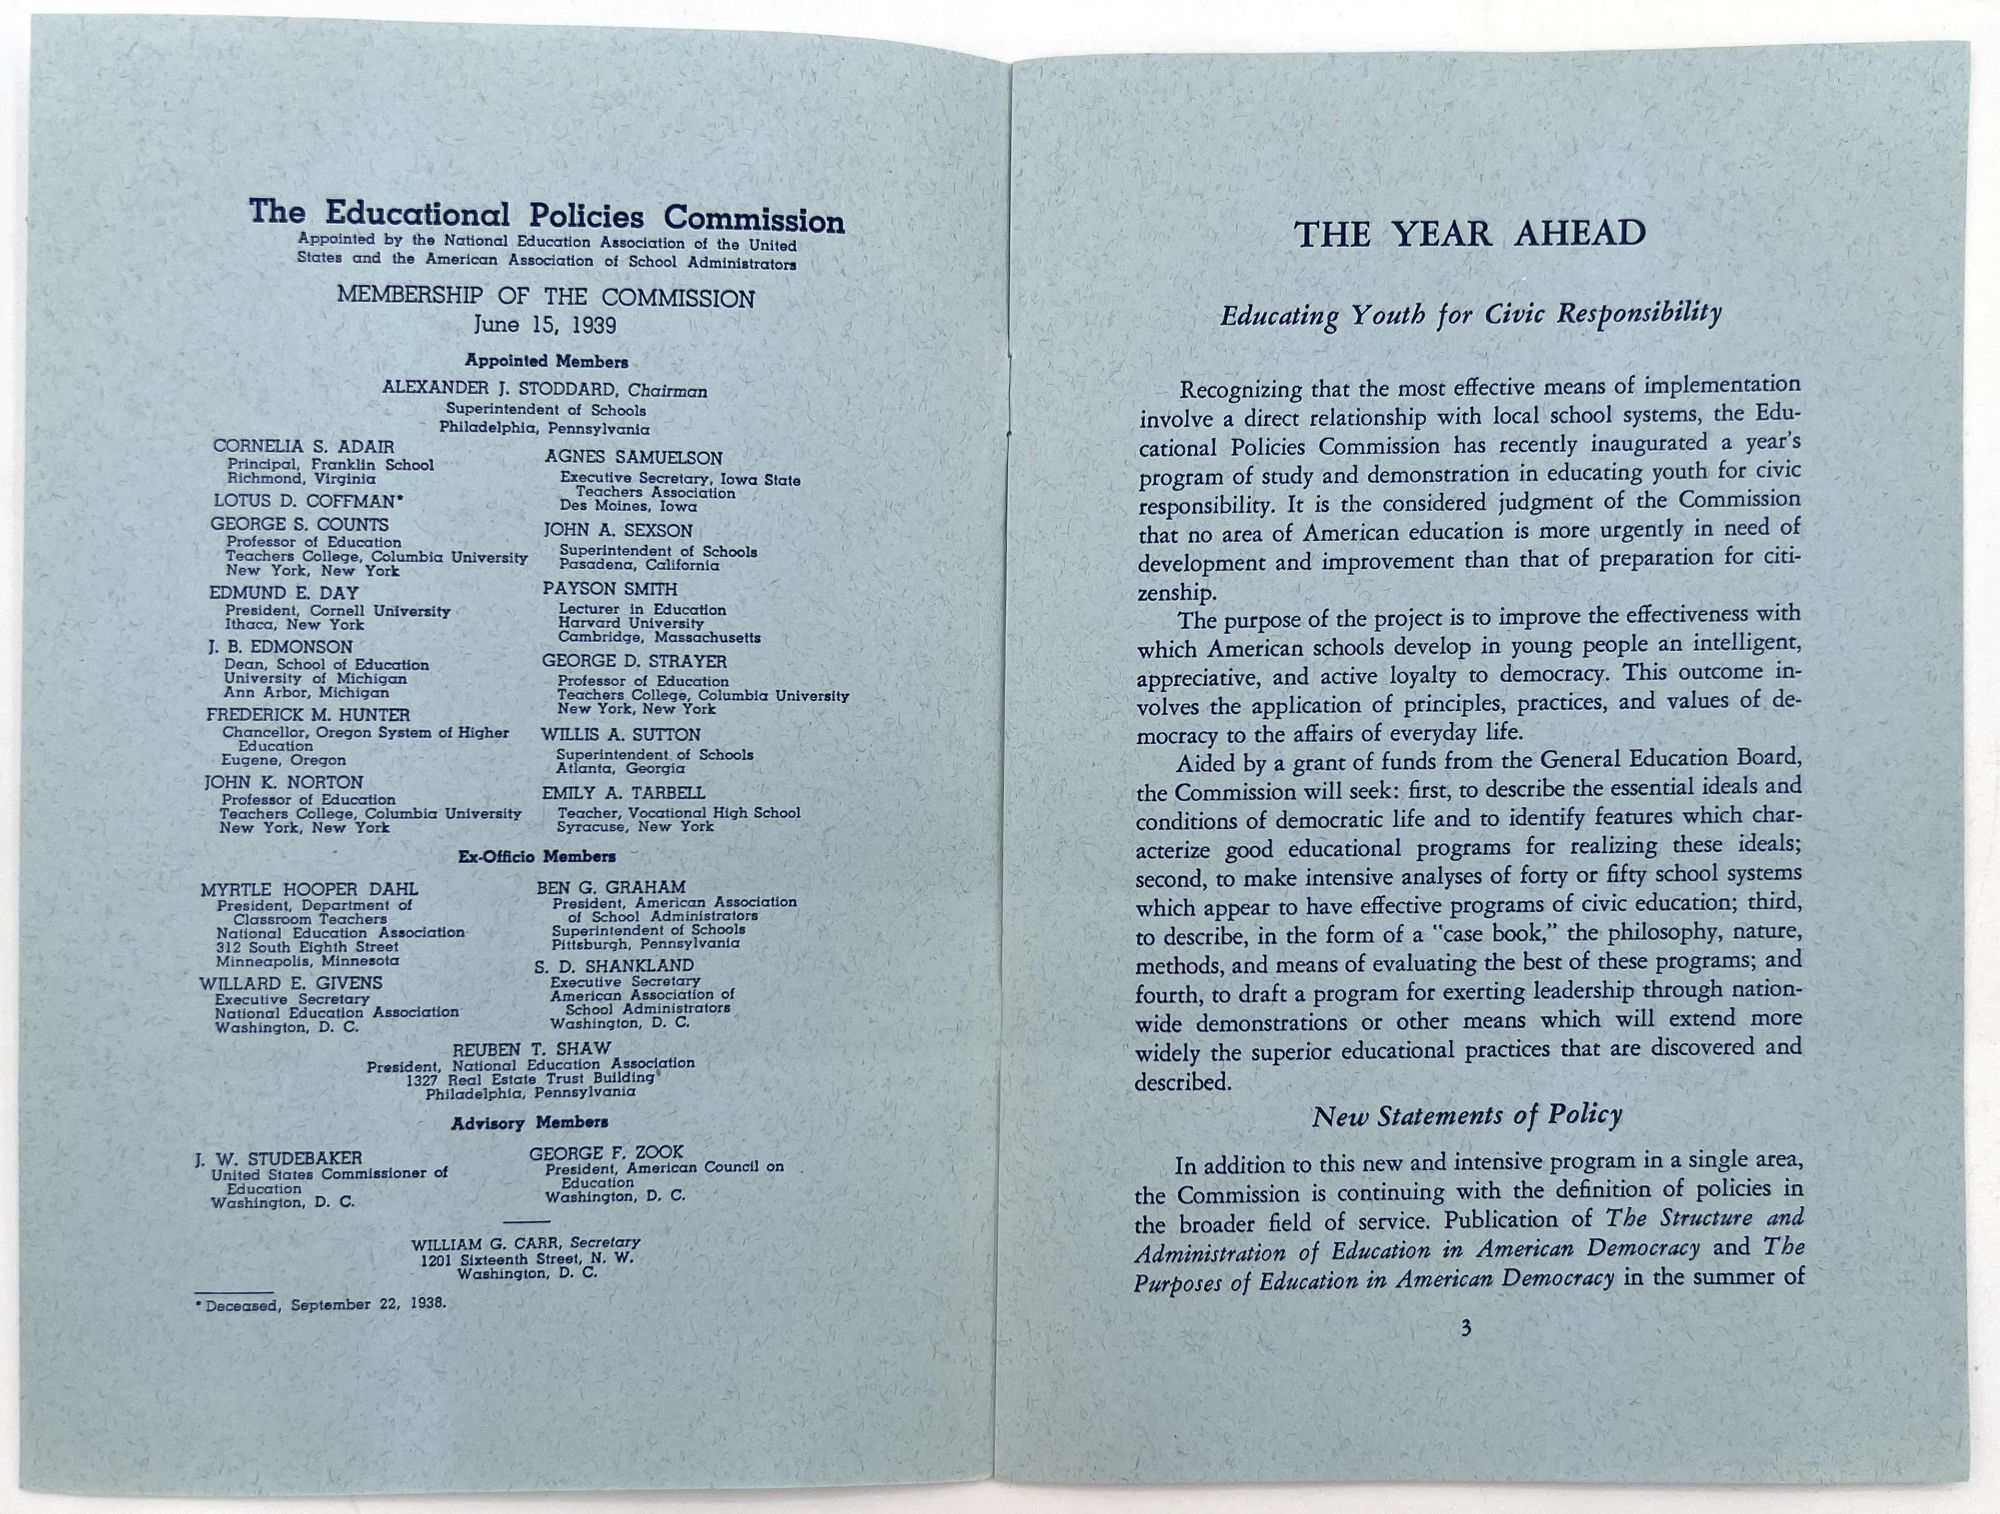 The Educational Policies Commission
Appointed by the National Education Association of the United
States and the American Association of School Administrators
MEMBERSHIP OF THE COMMISSION
June 15, 1939
Appointed Members
ALEXANDER J. STODDARD, Chairman
Superintendent of Schools
Philadelphia, Pennsylvania
CORNELIA S. ADAIR
Principal, Franklin School
Richmond, Virginia
LOTUS D. COFFMAN*
GEORGE S. COUNTS
Professor of Education
Teachers College, Columbia University
New York, New York
EDMUND E. DAY
President, Cornell University
Ithaca, New York
J. B. EDMONSON
Dean, School of Education
University of Michigan
Ann Arbor, Michigan
FREDERICK M. HUNTER
Chancellor, Oregon System of Higher
Education
Eugene, Oregon
JOHN K. NORTON
Professor of Education
Teachers College, Columbia University
New York, New York
AGNES SAMUELSON
Executive Secretary, Iowa State
Teachers Association
Des Moines, Iowa
JOHN A. SEXSON
Superintendent of Schools
Pasadena, California
PAYSON SMITH
Lecturer in Education
Harvard University
Cambridge, Massachusetts
GEORGE D. STRAYER
Professor of Education
Teachers College, Columbia University
New York, New York
WILLIS A. SUTTON
Superintendent of Schools
Atlanta, Georgia
EMILY A. TARBELL
Teacher, Vocational High School
Syracuse, New York
Ex-Officio Members
MYRTLE HOOPER DAHL
President, Department of
Classroom Teachers
National Education Association
312 South Eighth Street
Minneapolis, Minnesota
WILLARD E. GIVENS
Executive Secretary
National Education Association
Washington, D. C.
BEN G. GRAHAM
President, American Association
of School Administrators
Superintendent of Schools
Pittsburgh, Pennsylvania
S. D. SHANKLAND
Executive Secretary
American Association of
School Administrators
Washington, D. C.
REUBEN T. SHAW
President, National Education Association
1327 Real Estate Trust Building
Philadelphia, Pennsylvania
Advisory Members
J. W. STUDEBAKER
United States Commissioner of
Education
Washington, D. C.
GEORGE F. ZOOK
President, American Council on
Education
Washington, D. C.
WILLIAM G. CARR, Secretary
1201 Sixteenth Street, N. W.
Washington, D. C.
* Deceased, September 22, 1938.
THE YEAR AHEAD
Educating Youth for Civic Responsibility
Recognizing that the most effective means of implementation
involve a direct relationship with local school systems, the Edu-
cational Policies Commission has recently inaugurated a year's
program of study and demonstration in educating youth for civic
responsibility. It is the considered judgment of the Commission
that no area of American education is more urgently in need of
development and improvement than that of preparation for citi-
zenship.
The purpose of the project is to improve the effectiveness with
which American schools develop in young people an intelligent,
appreciative, and active loyalty to democracy. This outcome in-
volves the application of principles, practices, and values of de-
mocracy to the affairs of everyday life.
Aided by a grant of funds from the General Education Board,
the Commission will seek: first, to describe the essential ideals and
conditions of democratic life and to identify features which char-
acterize good educational programs for realizing these ideals;
second, to make intensive analyses of forty or fifty school systems
which appear to have effective programs of civic education; third,
to describe, in the form of a "case book," the philosophy, nature,
methods, and means of evaluating the best of these programs; and
fourth, to draft a program for exerting leadership through nation-
wide demonstrations or other means which will extend more
widely the superior educational practices that are discovered and
described.
New Statements of Policy
In addition to this new and intensive program in a single area,
the Commission is continuing with the definition of policies in
the broader field of service. Publication of The Structure and
Administration of Education in American Democracy and The
Purposes of Education in American Democracy in the summer of
3